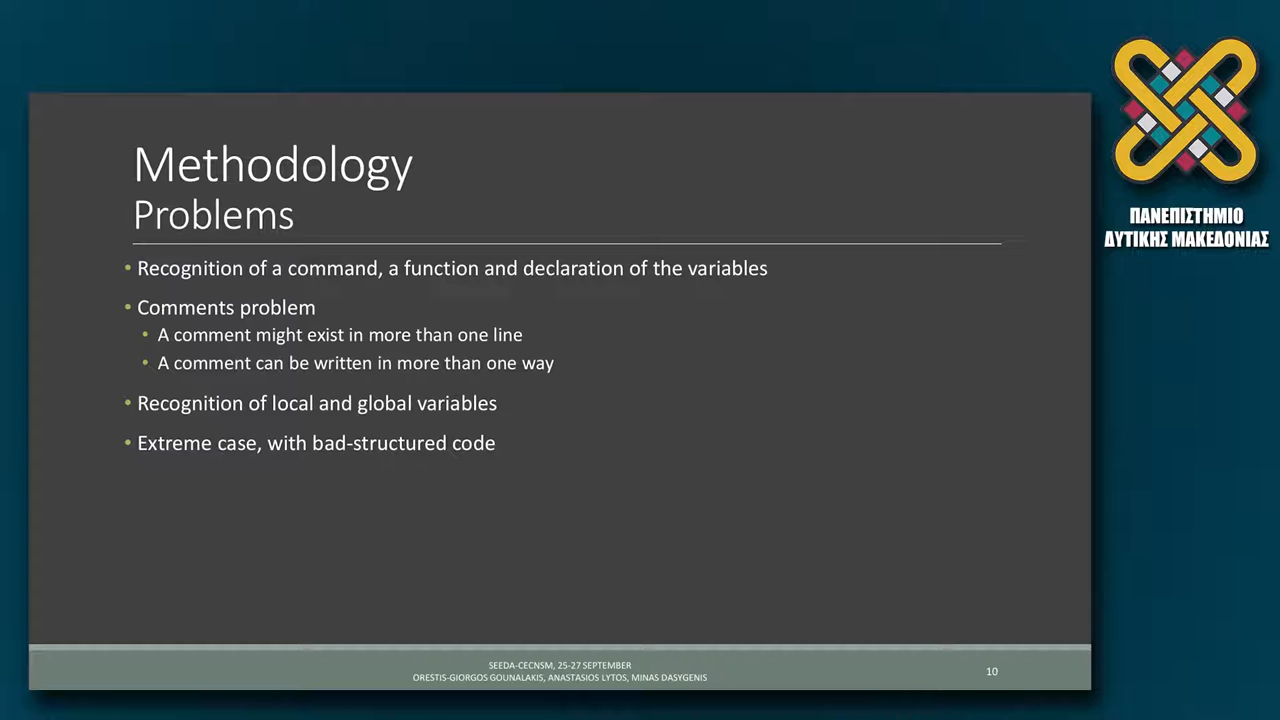 Methodology
Problems
• Recognition of a command, a function and declaration of the variables
• Comments problem
• A comment might exist in more than one line
• A comment can be written in more than one way
• Recognition of local and global variables
• Extreme case, with bad-structured code
SEEDA-CECNSM, 25-27 SEPTEMBER
ORESTIS-GIORGOS GOUNALAKIS, ANASTASIOS LYTOS, MINAS DASYGENIS
10
ΠΑΝΕΠΙΣΤΗΜΙΟ
ΔΥΤΙΚΗΣ ΜΑΚΕΔΟΝΙΑΣ